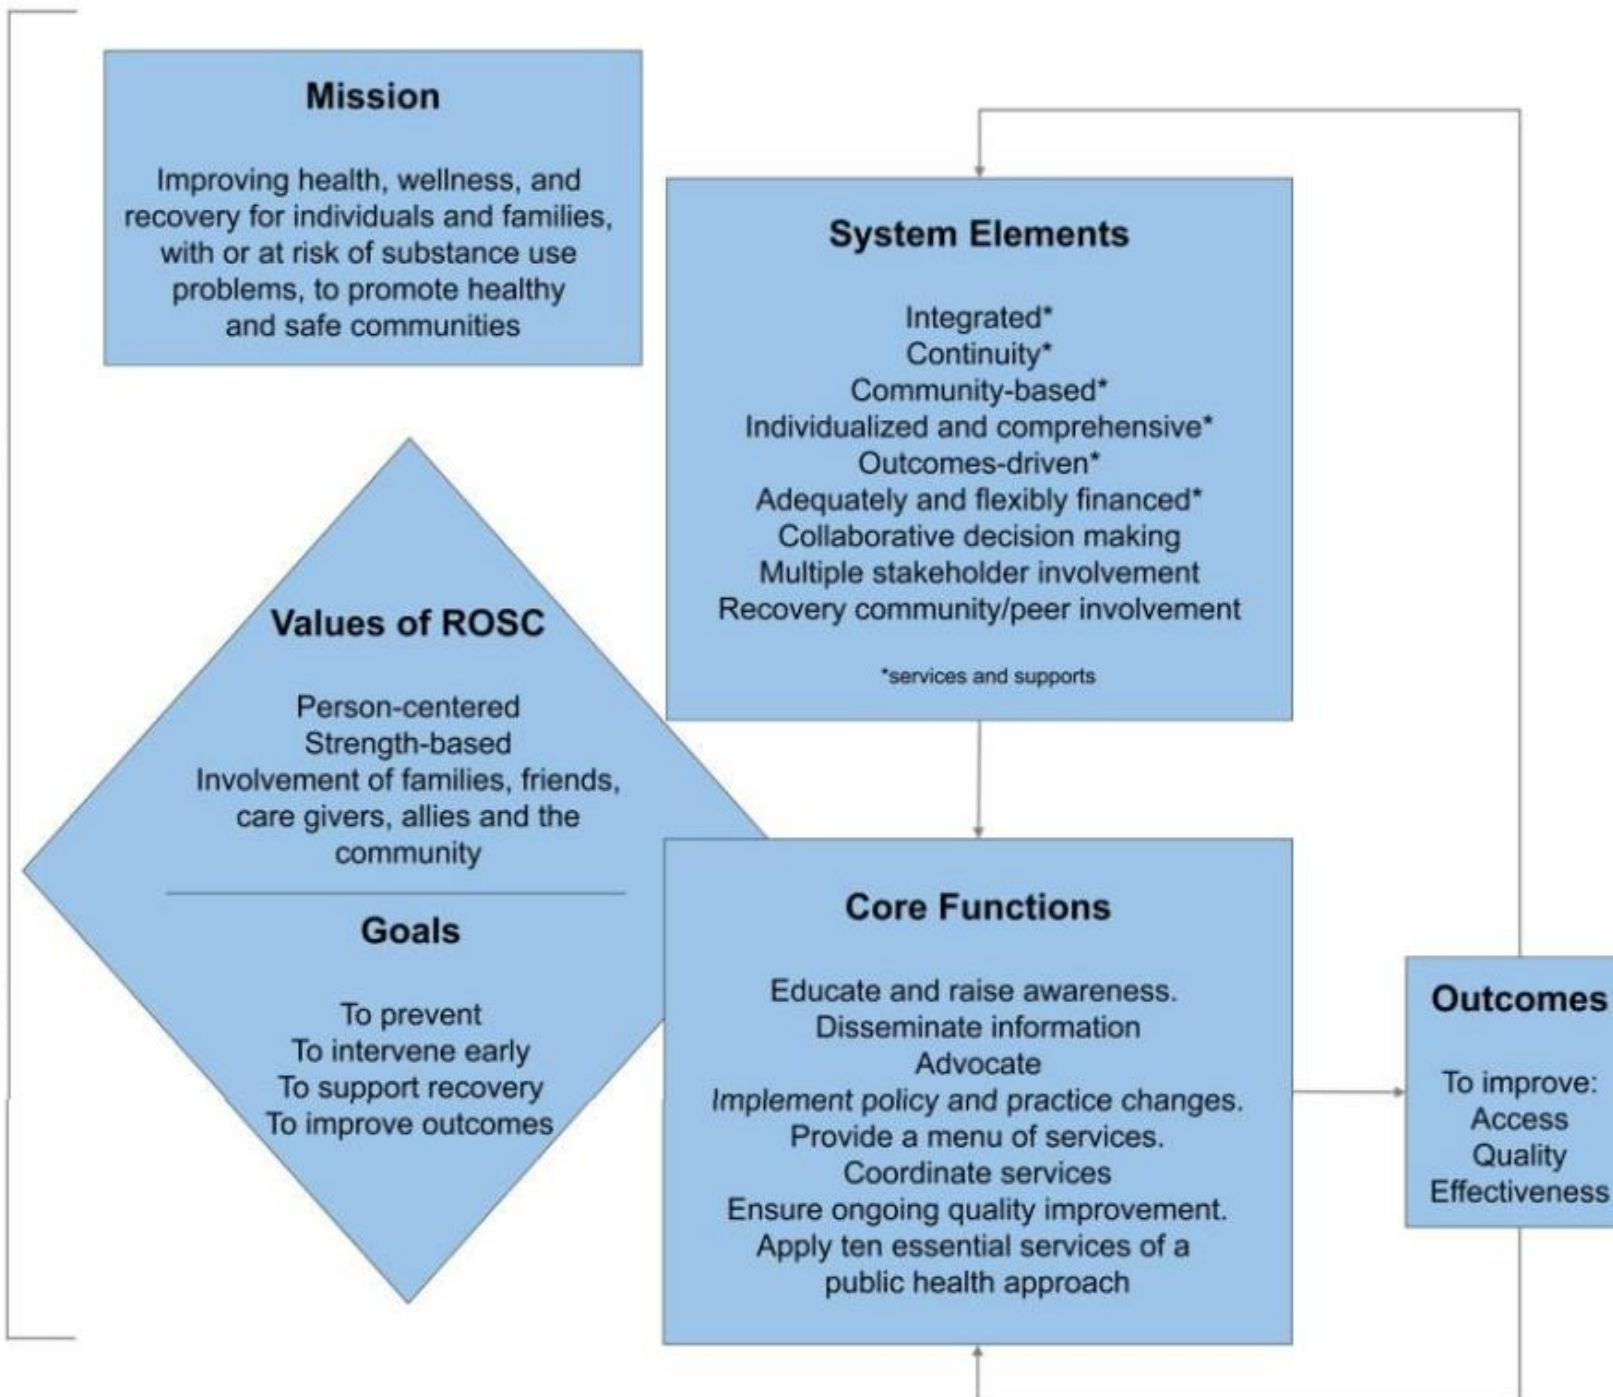 Mission
Improving health, wellness, and
recovery for individuals and families,
with or at risk of substance use
problems, to promote healthy
and safe communities
System Elements
Integrated*
Continuity*
Community-based*
Individualized and comprehensive*
Outcomes-driven*
Adequately and flexibly financed*
Collaborative decision making
Multiple stakeholder involvement
Recovery community/peer involvement
*services and supports
Values of ROSC
Person-centered
Strength-based
Involvement of families, friends,
care givers, allies and the
community
Goals
To prevent
To intervene early
To support recovery
To improve outcomes
Core Functions
Educate and raise awareness.
Disseminate information
Advocate
Implement policy and practice changes.
Provide a menu of services.
Coordinate services
Ensure ongoing quality improvement.
Apply ten essential services of a
public health approach
Outcomes
To improve:
Access
Quality
Effectiveness